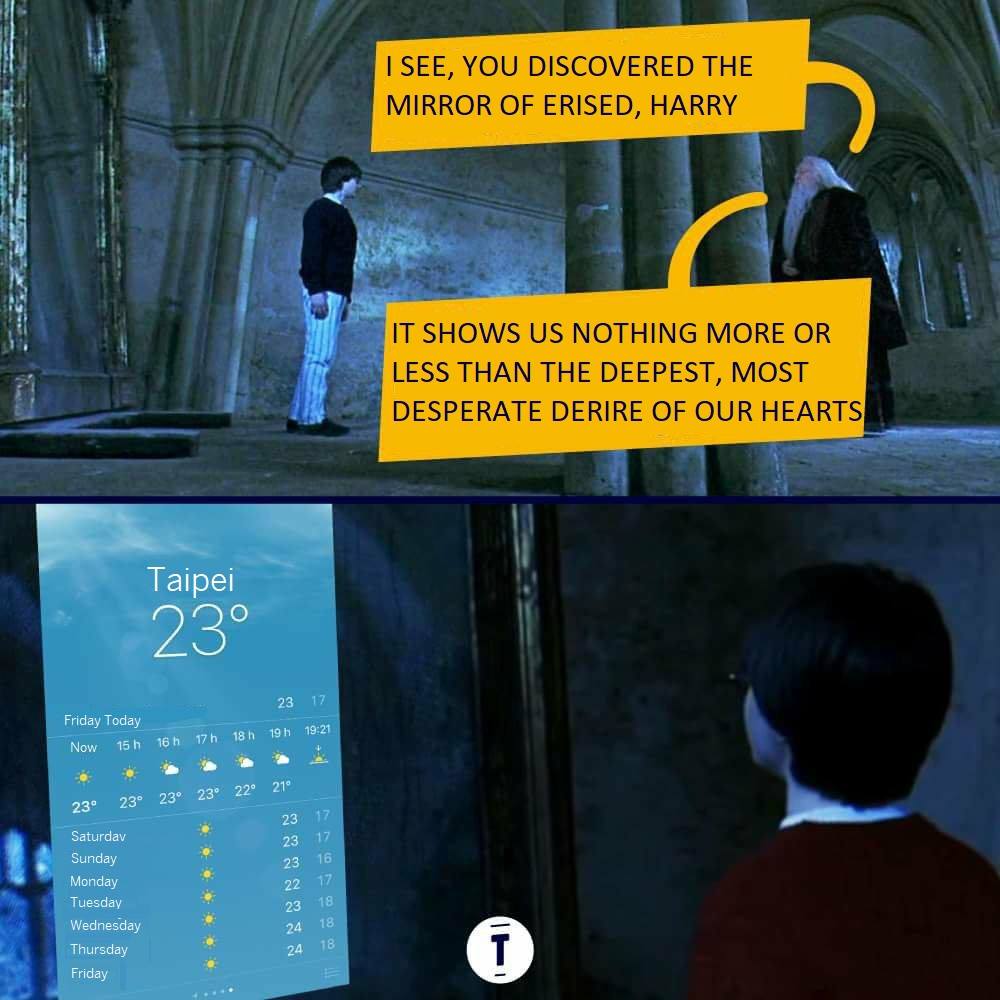 I SEE, YOU DISCOVERED THE
MIRROR OF ERISED, HARRY
IT SHOWS US NOTHING MORE OR
LESS THAN THE DEEPEST, MOST
DESPERATE DERIRE OF OUR HEARTS
Taipei
23°
Friday Today 23 17
Now 15 h 16 h 17 h 18 h 19 h 19:21
23° 23° 23° 23° 22° 21°
Saturday 23 17
Sunday 23 17
Monday 23 16
Tuesday 22 17
Wednesday 23 18
Thursday 24 18
Friday 24 18
T